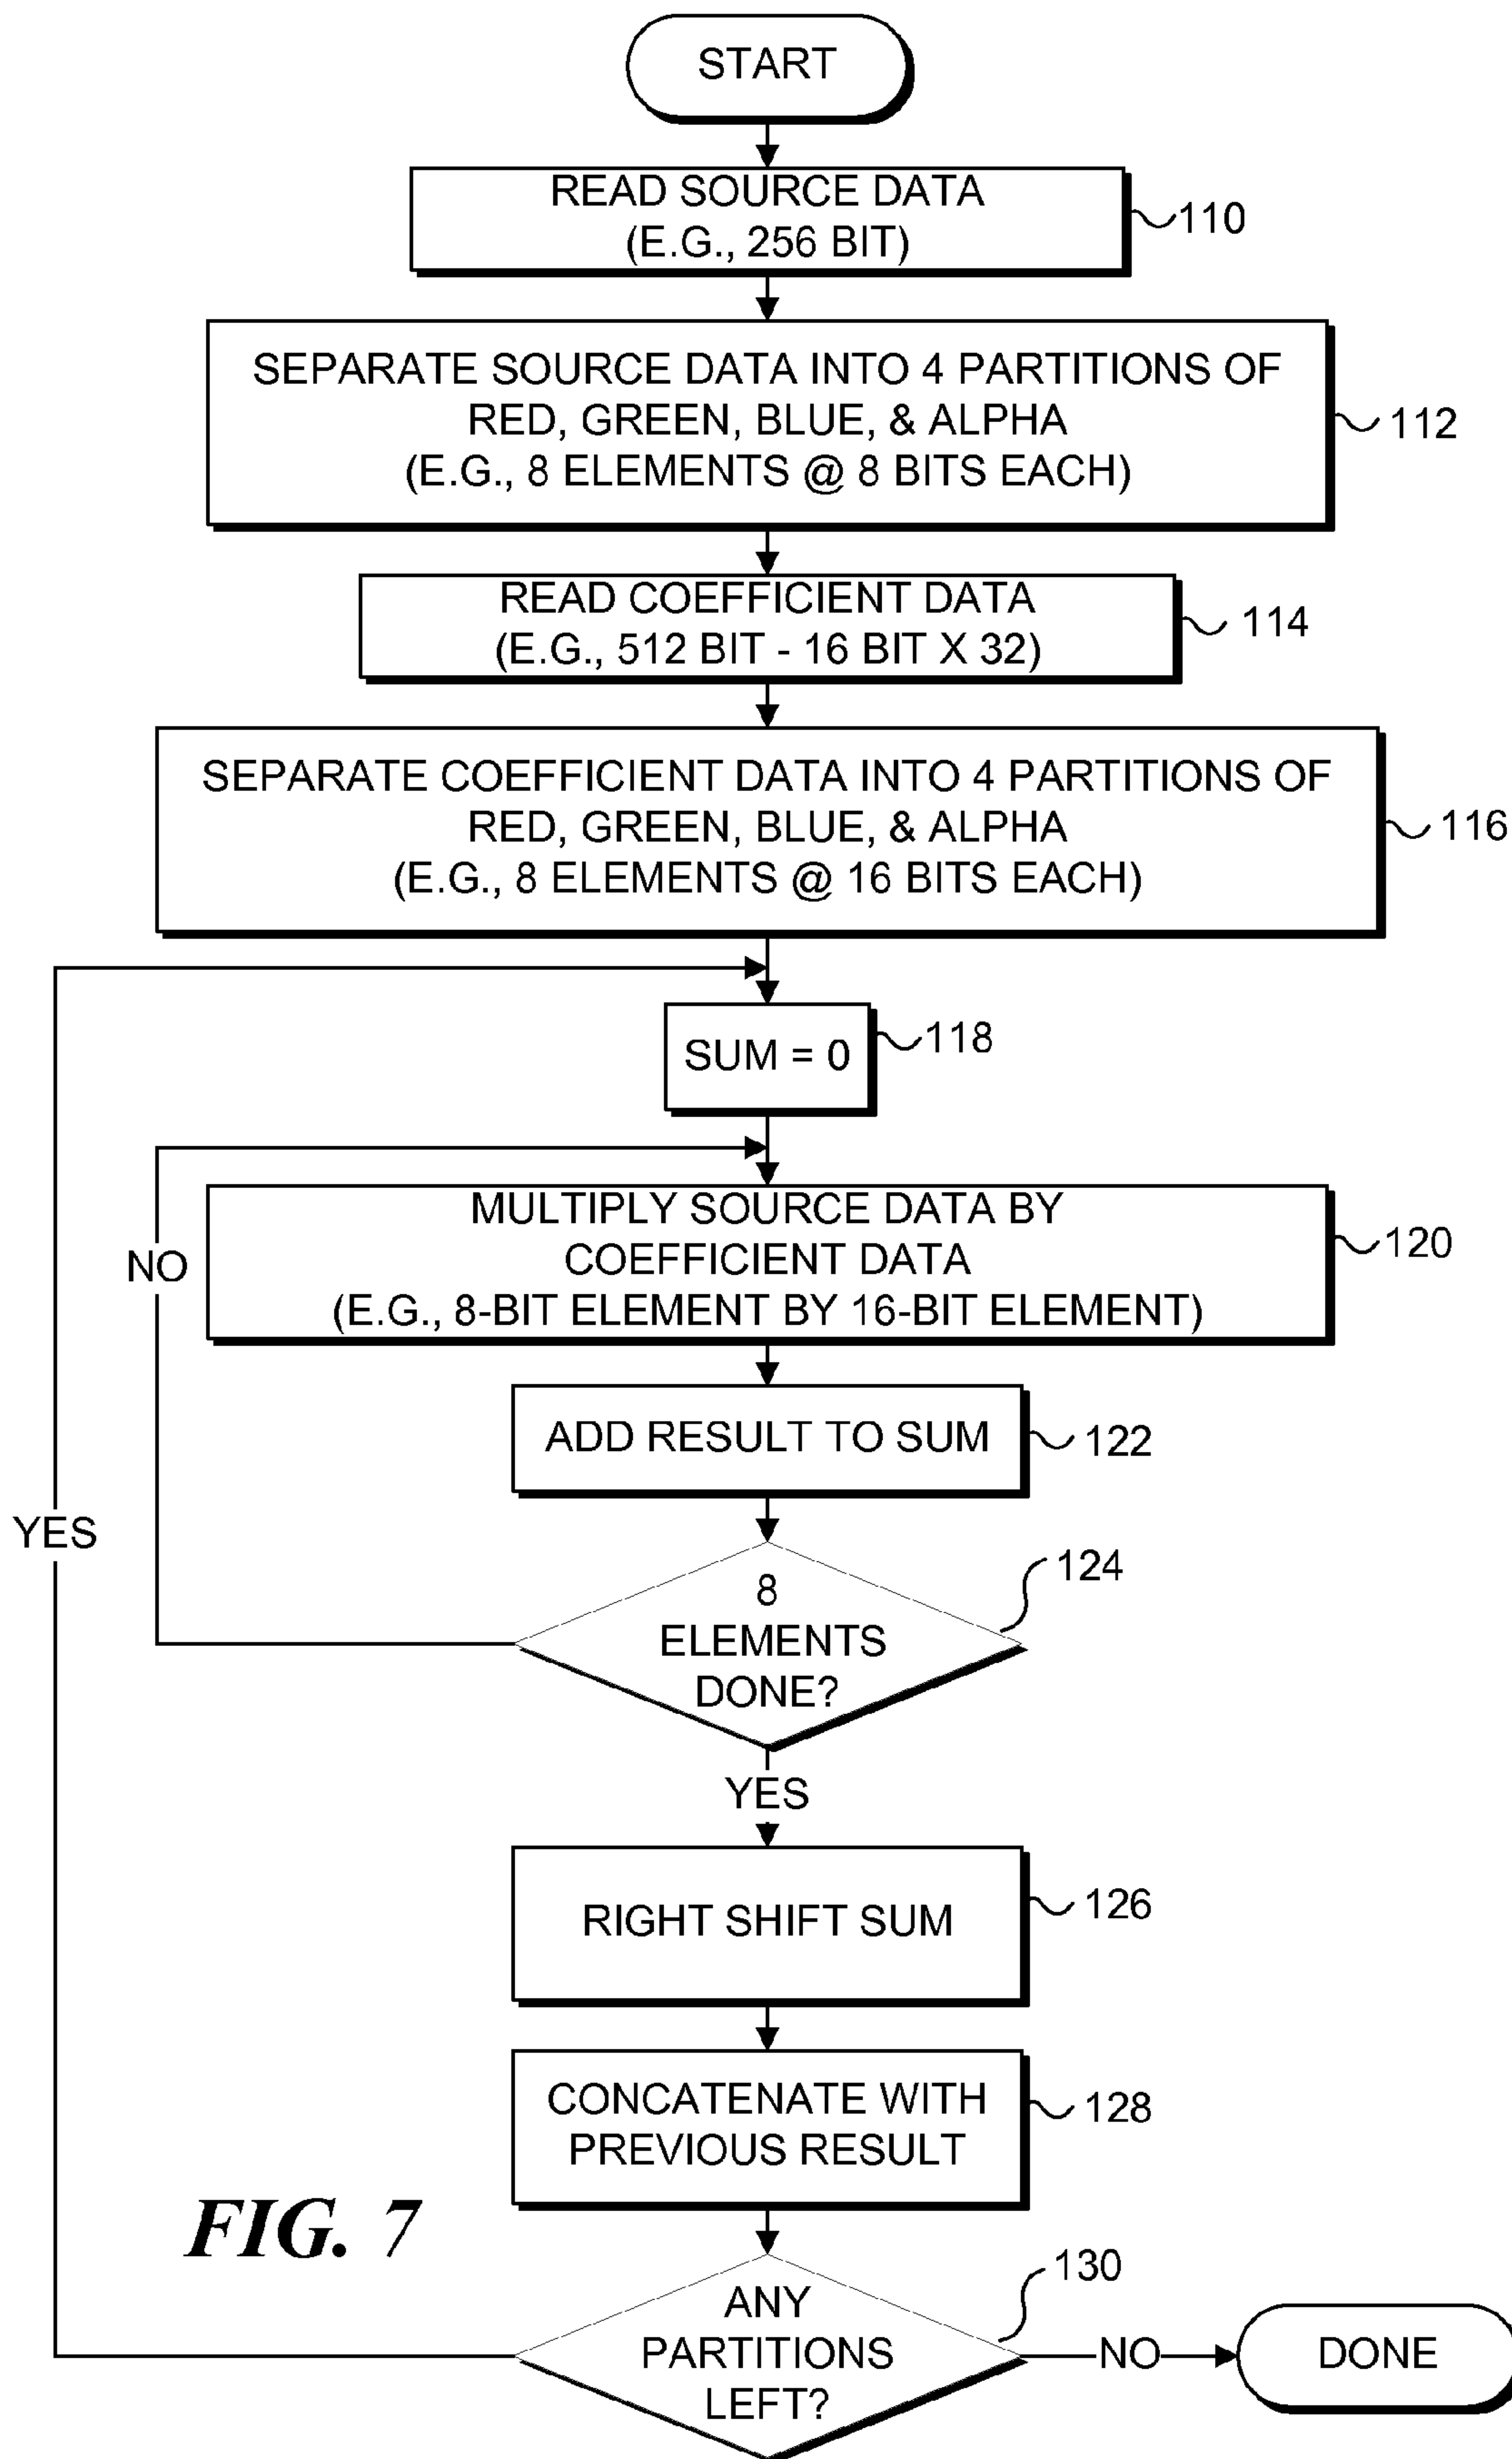 START
READ SOURCE DATA
(E.G., 256 BIT)
110
SEPARATE SOURCE DATA INTO 4 PARTITIONS OF
RED, GREEN, BLUE, & ALPHA
(E.G., 8 ELEMENTS @ 8 BITS EACH)
112
READ COEFFICIENT DATA
(E.G., 512 BIT - 16 BIT X 32)
114
SEPARATE COEFFICIENT DATA INTO 4 PARTITIONS OF
RED, GREEN, BLUE, & ALPHA
(E.G., 8 ELEMENTS @ 16 BITS EACH)
116
SUM = 0
118
MULTIPLY SOURCE DATA BY
COEFFICIENT DATA
(E.G., 8-BIT ELEMENT BY 16-BIT ELEMENT)
120
NO
ADD RESULT TO SUM
122
YES
8
ELEMENTS
DONE?
124
YES
RIGHT SHIFT SUM
126
CONCATENATE WITH
PREVIOUS RESULT
128
FIG. 7
ANY
PARTITIONS
LEFT?
130
NO
DONE